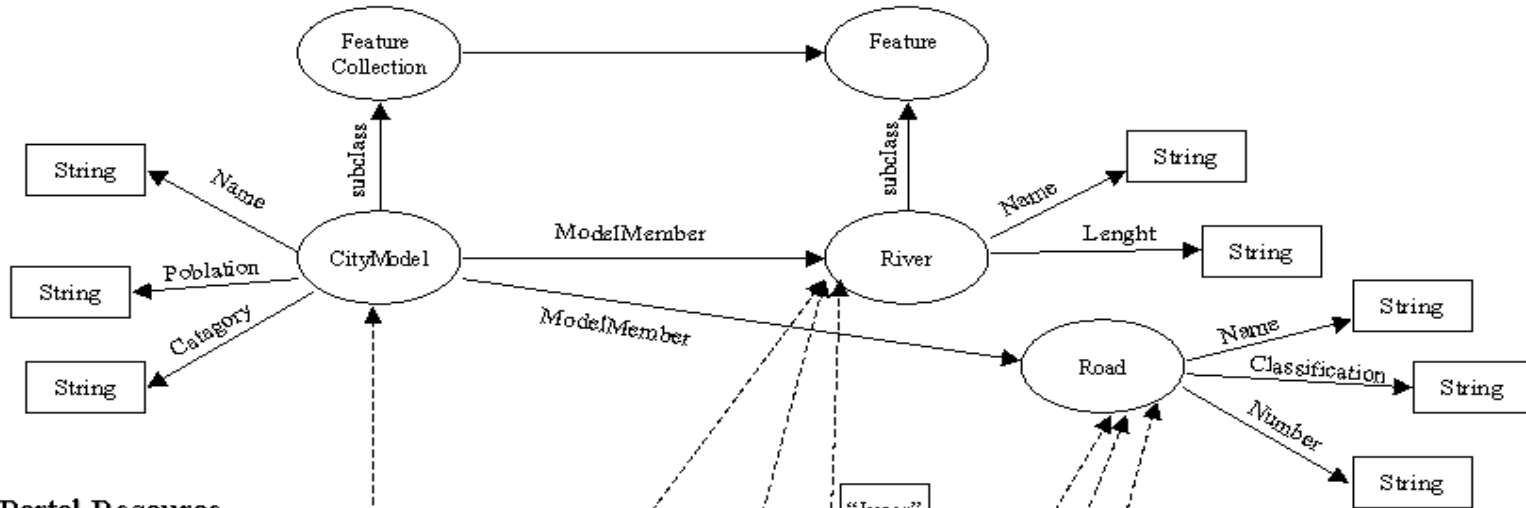 Feature
Collection
Feature
subclass
subclass
String
Name
String
Name
ModelMember
Lenght
CityModel
River
String
Poblation
String
ModelMember
String
Name
Catagory
Road
Classification
String
String
Number
String
Portal Resource
"Jucar"